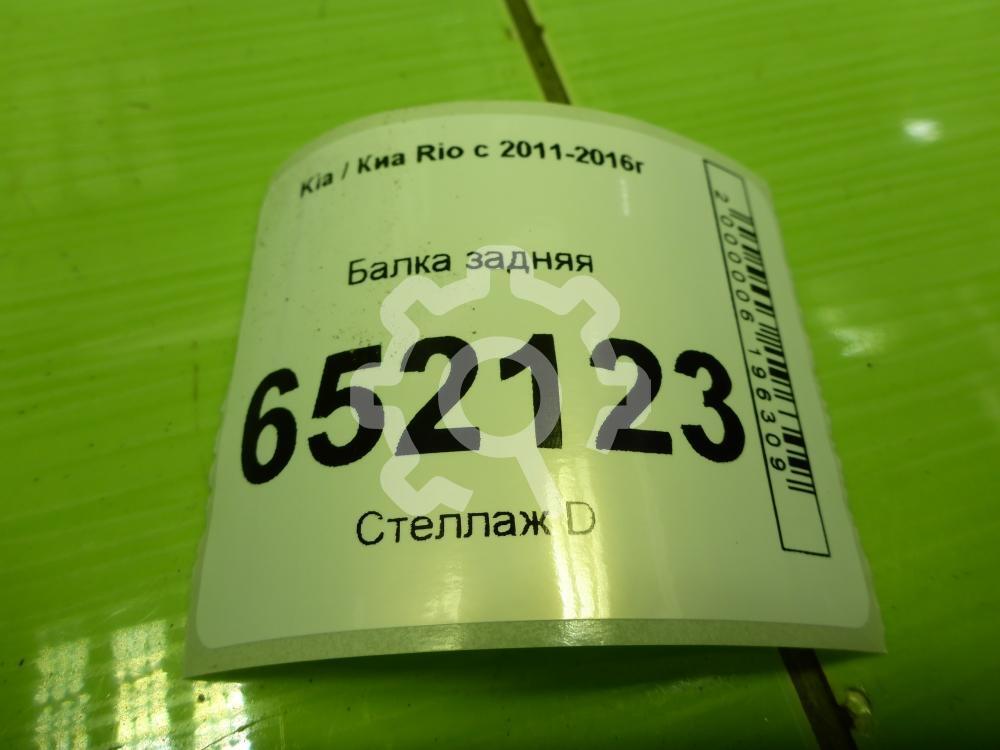 Kia / Киа Rio с 2011-2016г
Балка задняя
652123
Стеллаж D
2000006196309